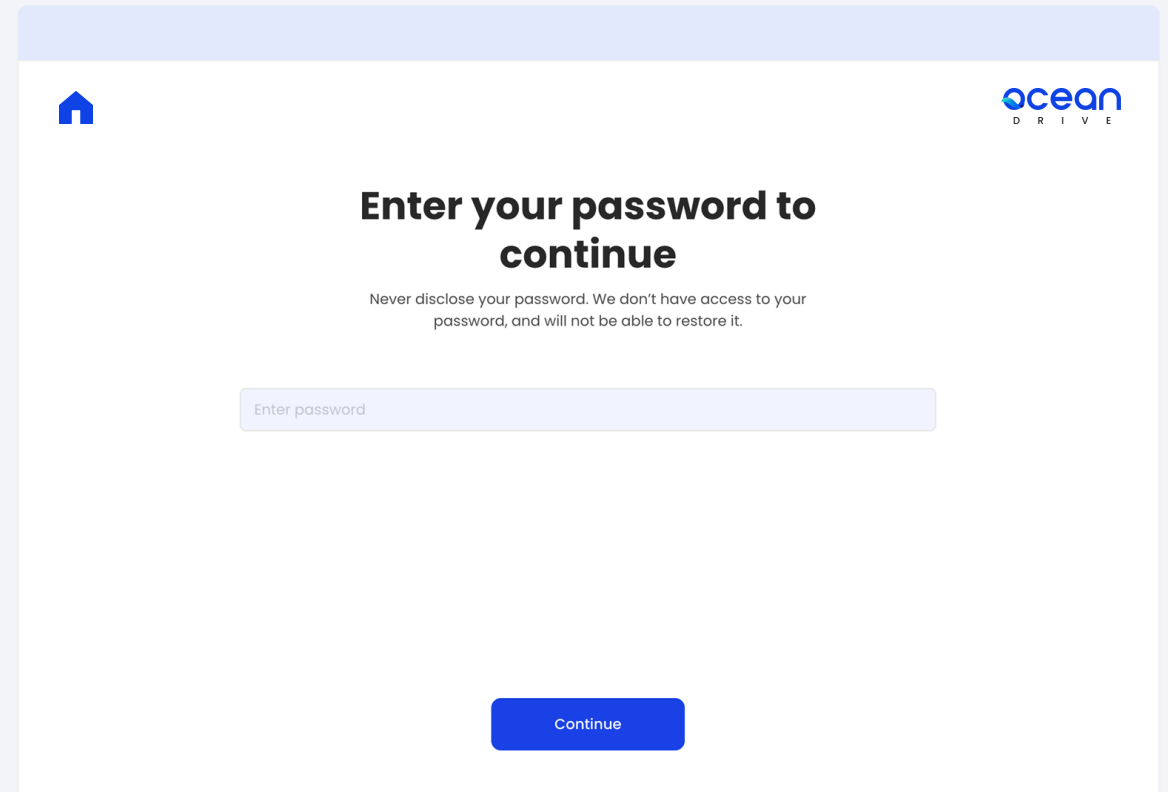 ocean
DRIVE
Enter your password to
continue
Never disclose your password. We don’t have access to your
password, and will not be able to restore it.
Enter password
Continue